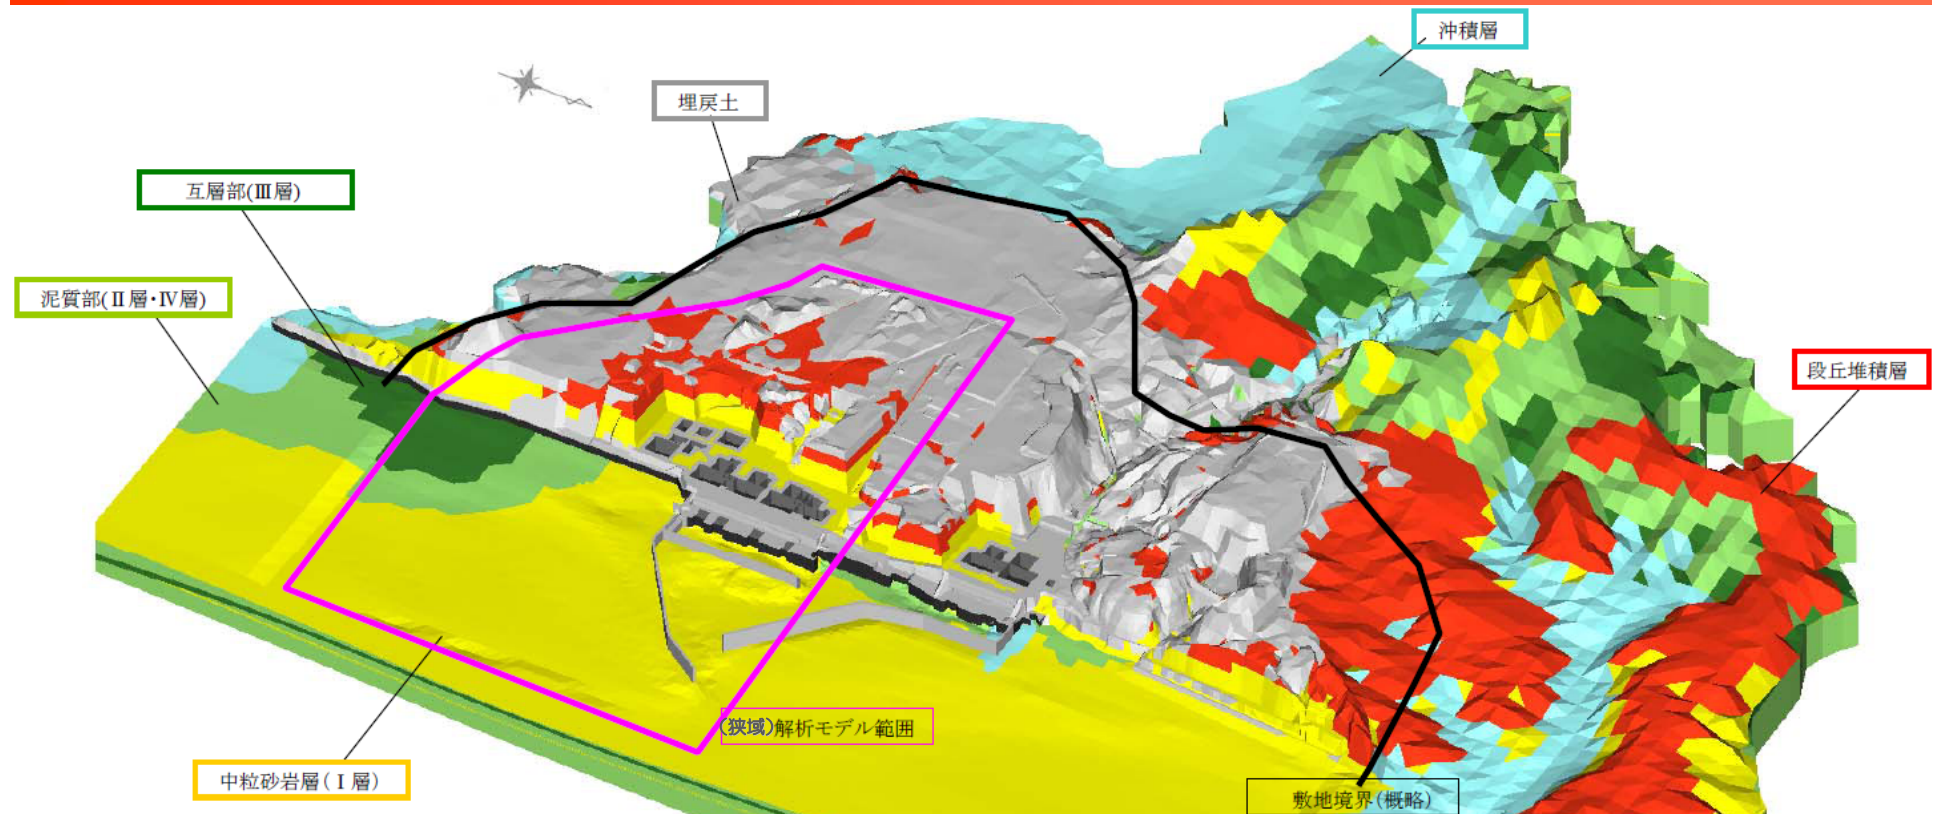 沖積層
埋戻土
互層部(Ⅲ層)
泥質部(Ⅱ層・Ⅳ層)
段丘堆積層
(狭域)解析モデル範囲
中粒砂岩層(Ⅰ層)
敷地境界(概略)